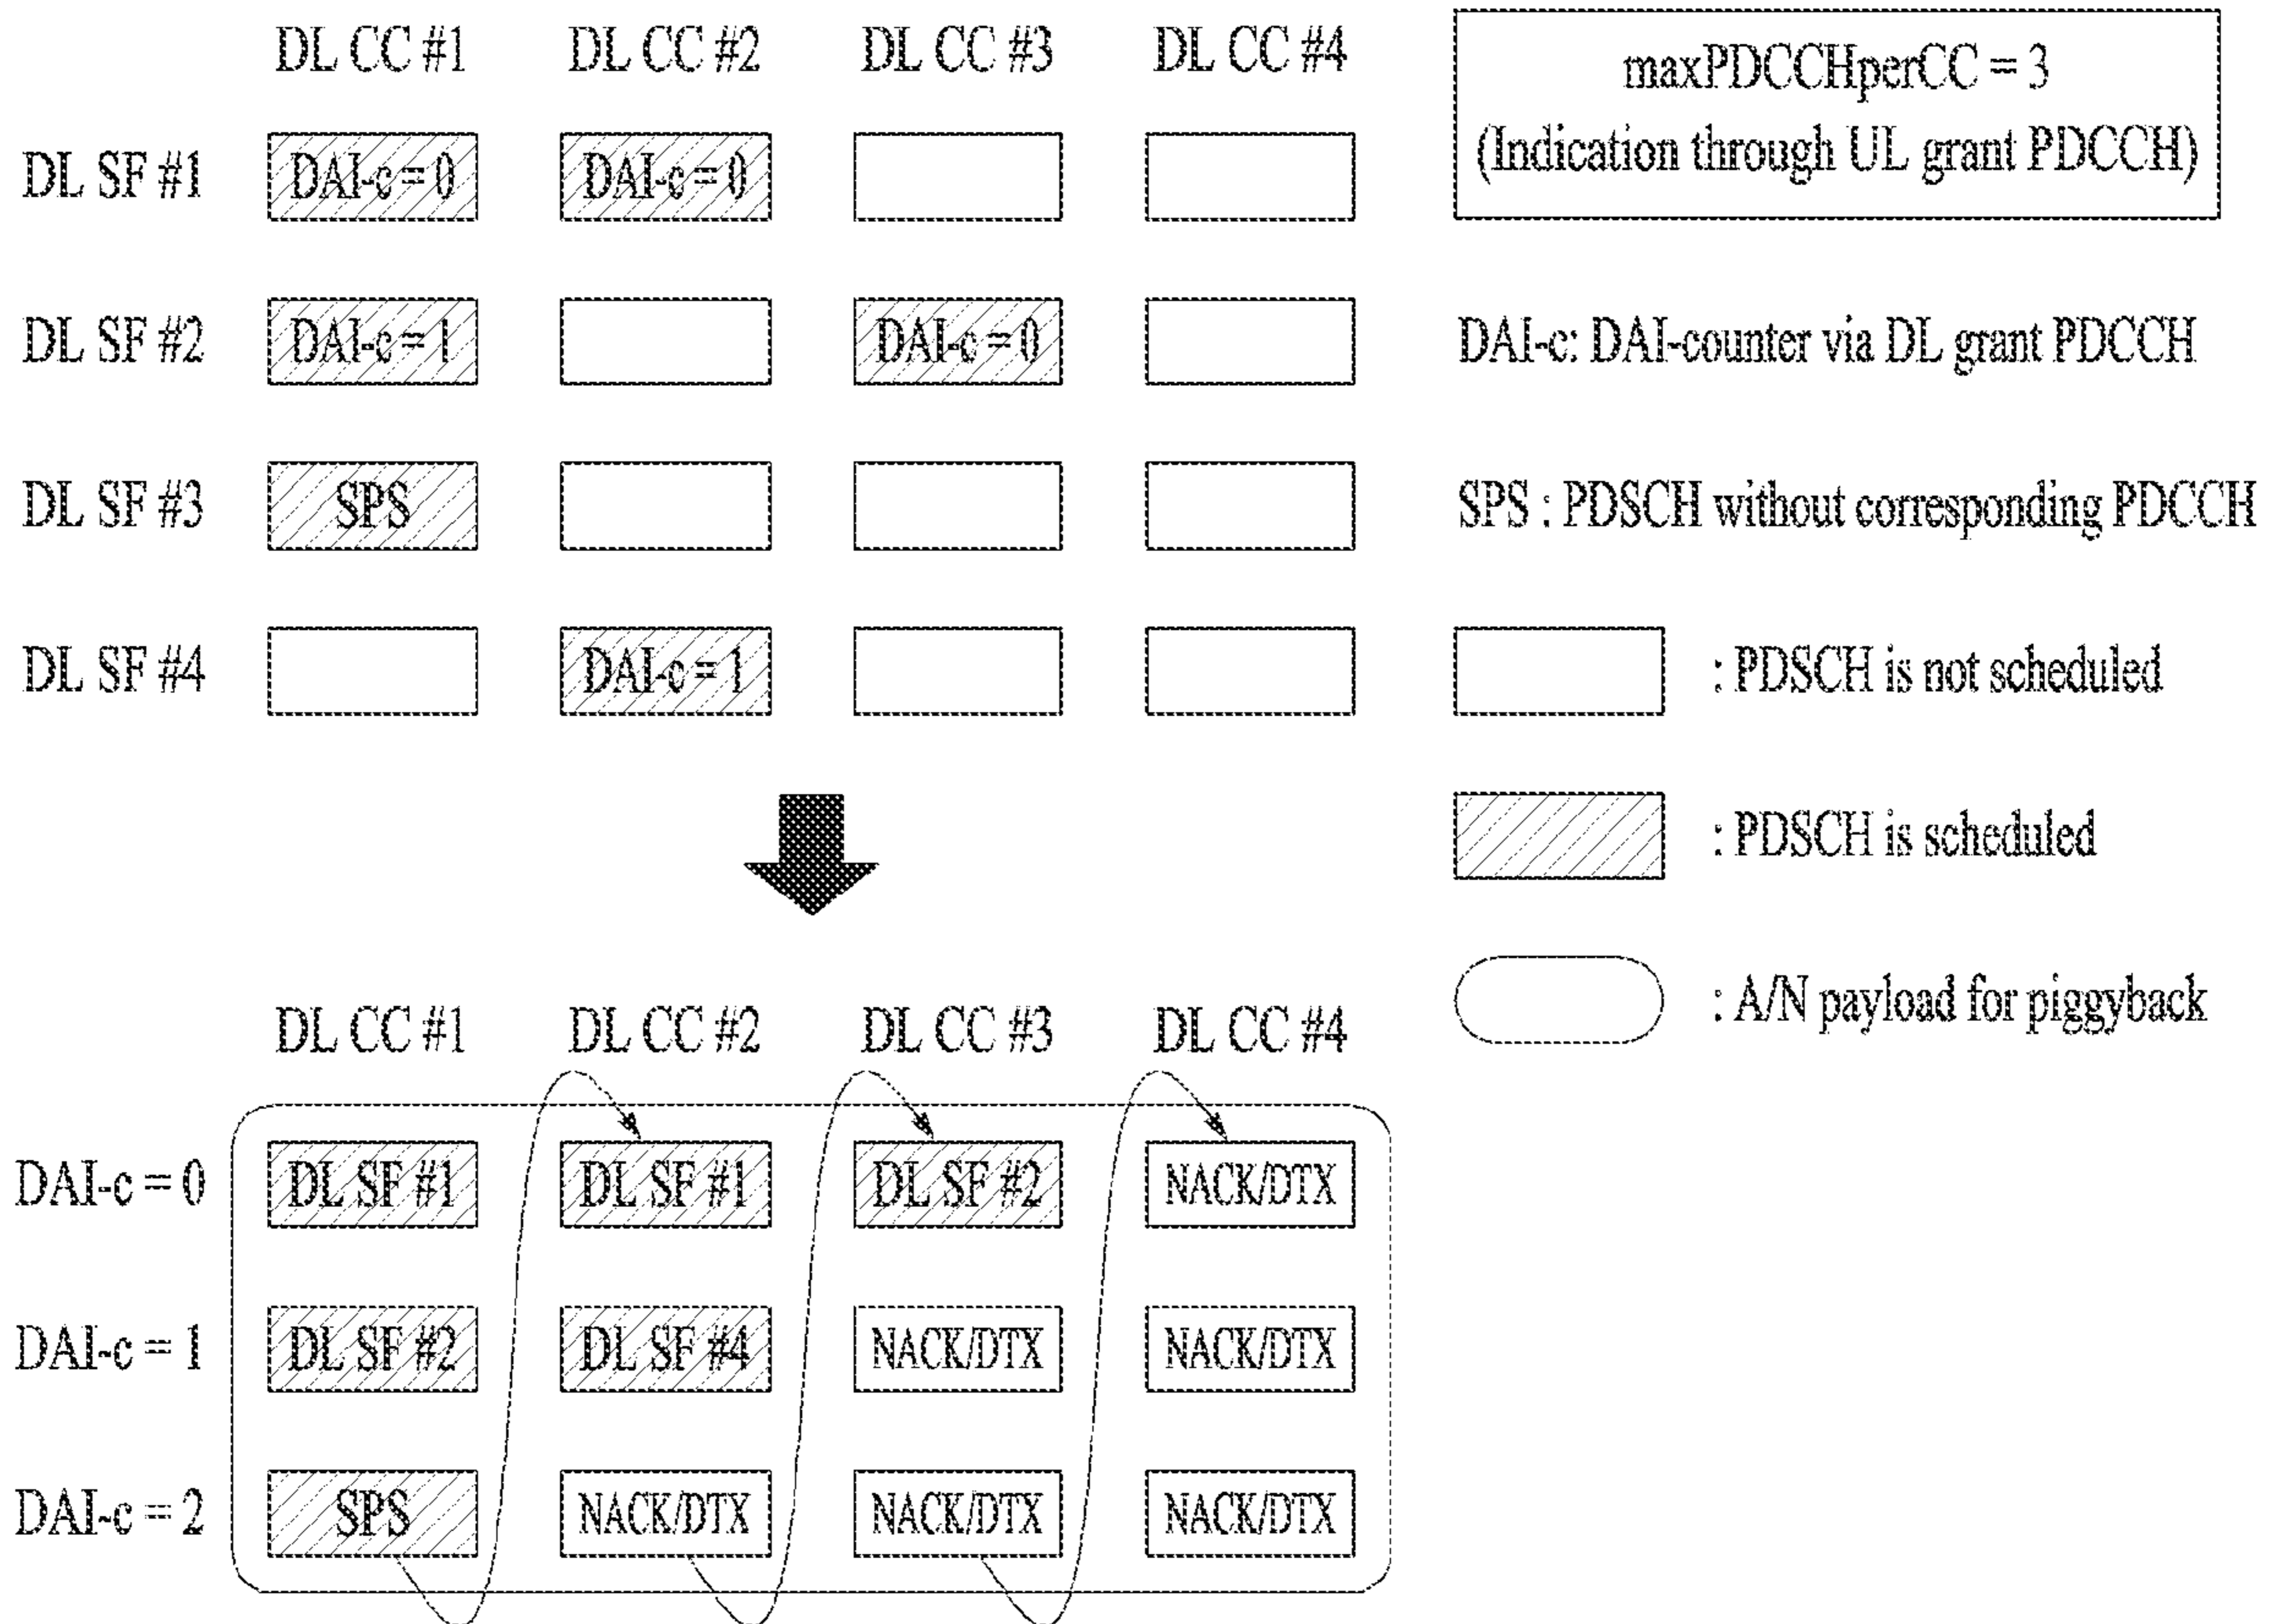 DL CC #1 DL CC #2 DL CC #3 DL CC #4
maxPDCCHperCC = 3
(Indication through UL grant PDCCH)
DL SF #1 DAI-c = 0 DAI-c = 0
DL SF #2 DAI-c = 1 DAI-c = 0
DAI-c: DAI-counter via DL grant PDCCH
DL SF #3 SPS
SPS : PDSCH without corresponding PDCCH
DL SF #4 DAI-c = 1
: PDSCH is not scheduled
: PDSCH is scheduled
: A/N payload for piggyback
DL CC #1 DL CC #2 DL CC #3 DL CC #4
DAI-c = 0 DL SF #1 DL SF #1 DL SF #2 NACK/DTX
DAI-c = 1 DL SF #2 DL SF #4 NACK/DTX NACK/DTX
DAI-c = 2 SPS NACK/DTX NACK/DTX NACK/DTX